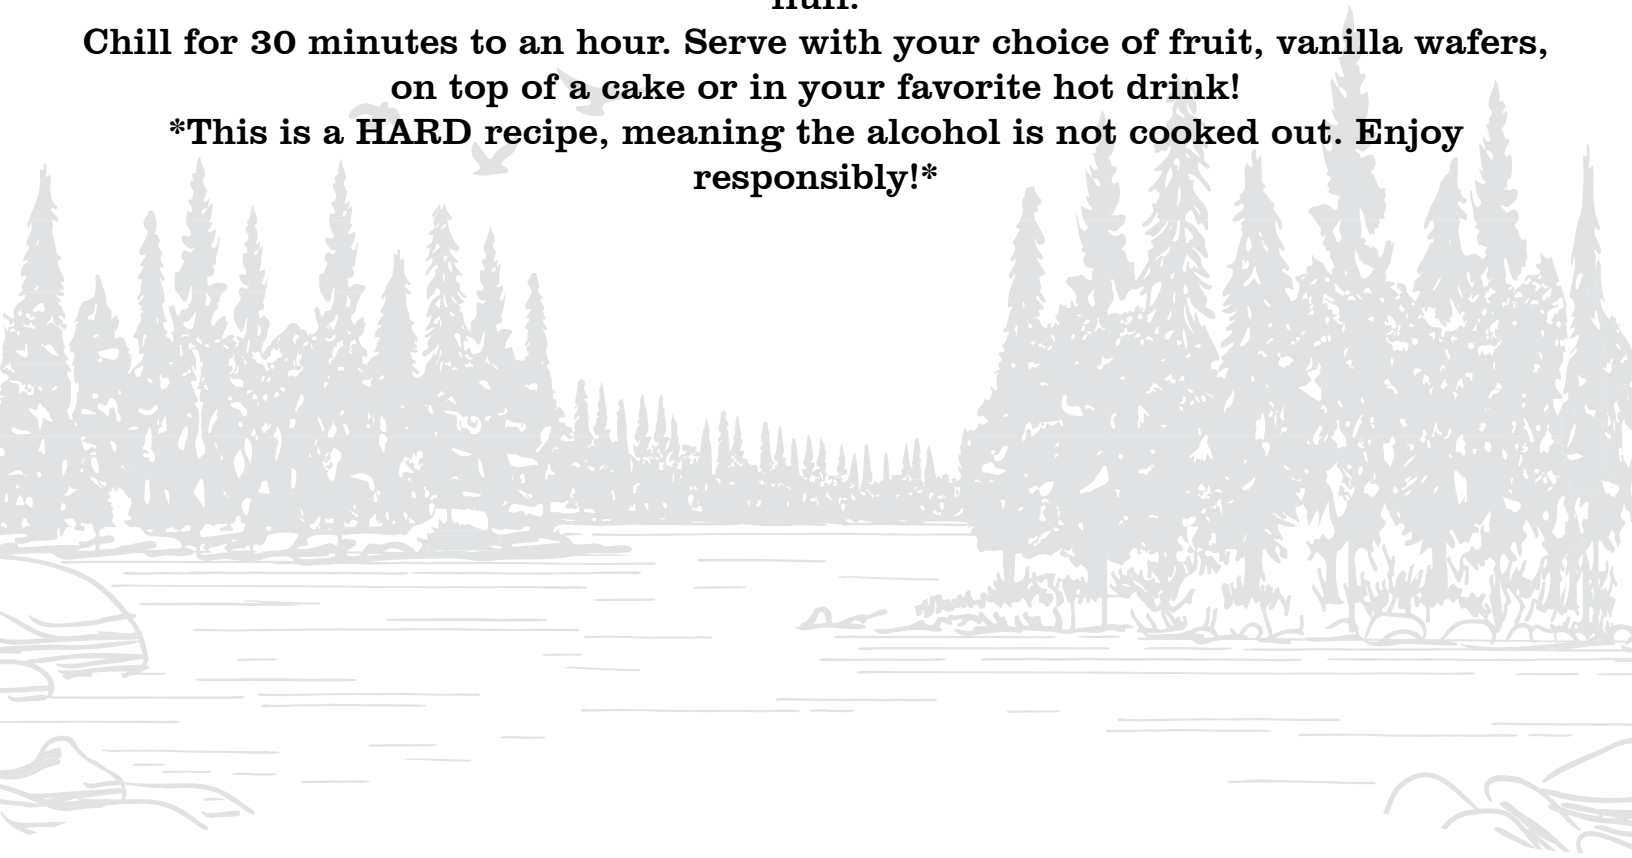 Chill for 30 minutes to an hour. Serve with your choice of fruit, vanilla wafers,
on top of a cake or in your favorite hot drink!
*This is a HARD recipe, meaning the alcohol is not cooked out. Enjoy
responsibly!*